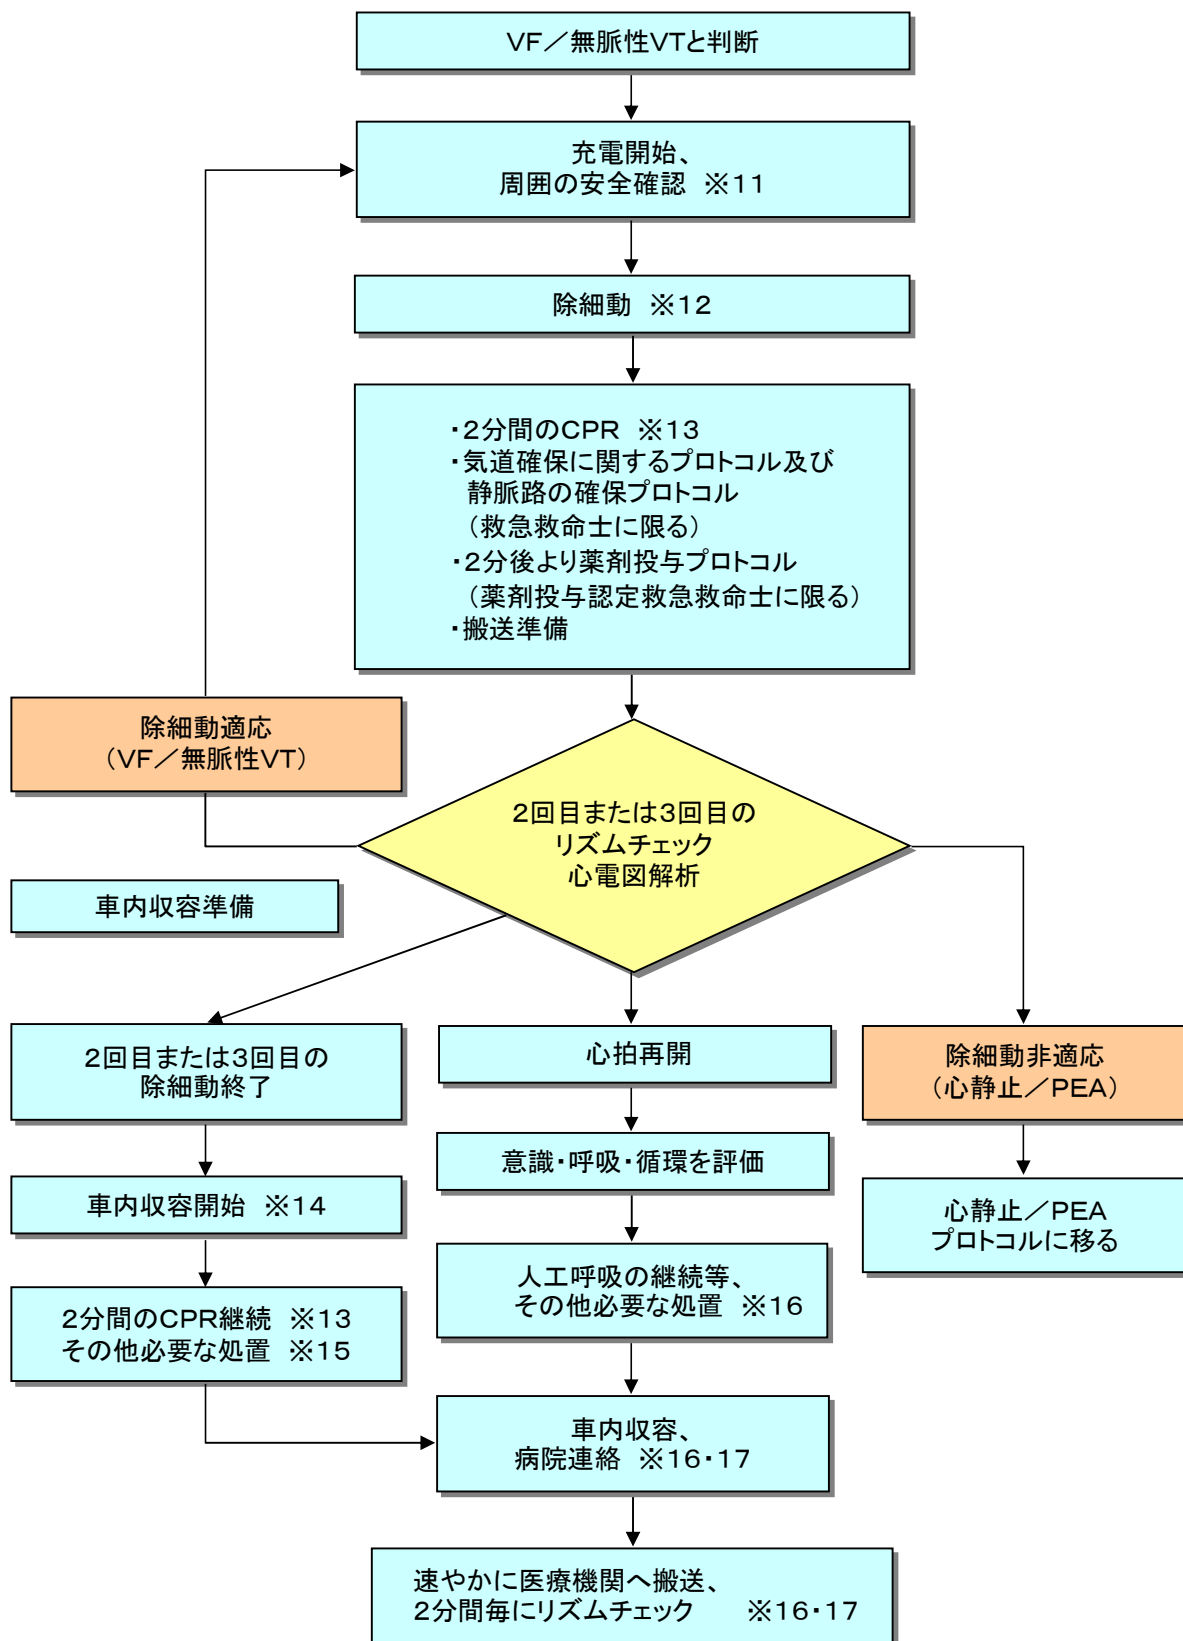 VF／無脈性VTと判断
充電開始、
周囲の安全確認 ※11
除細動 ※12
・2分間のCPR ※13
・気道確保に関するプロトコル及び
静脈路の確保プロトコル
（救急救命士に限る）
・2分後より薬剤投与プロトコル
（薬剤投与認定救急救命士に限る）
・搬送準備
除細動適応
（VF／無脈性VT）
2回目または3回目の
リズムチェック
心電図解析
車内収容準備
2回目または3回目の
除細動終了
心拍再開
除細動非適応
（心静止／PEA）
意識・呼吸・循環を評価
車内収容開始 ※14
心静止／PEA
プロトコルに移る
人工呼吸の継続等、
その他必要な処置 ※16
2分間のCPR継続 ※13
その他必要な処置 ※15
車内収容、
病院連絡 ※16・17
速やかに医療機関へ搬送、
2分間毎にリズムチェック ※16・17